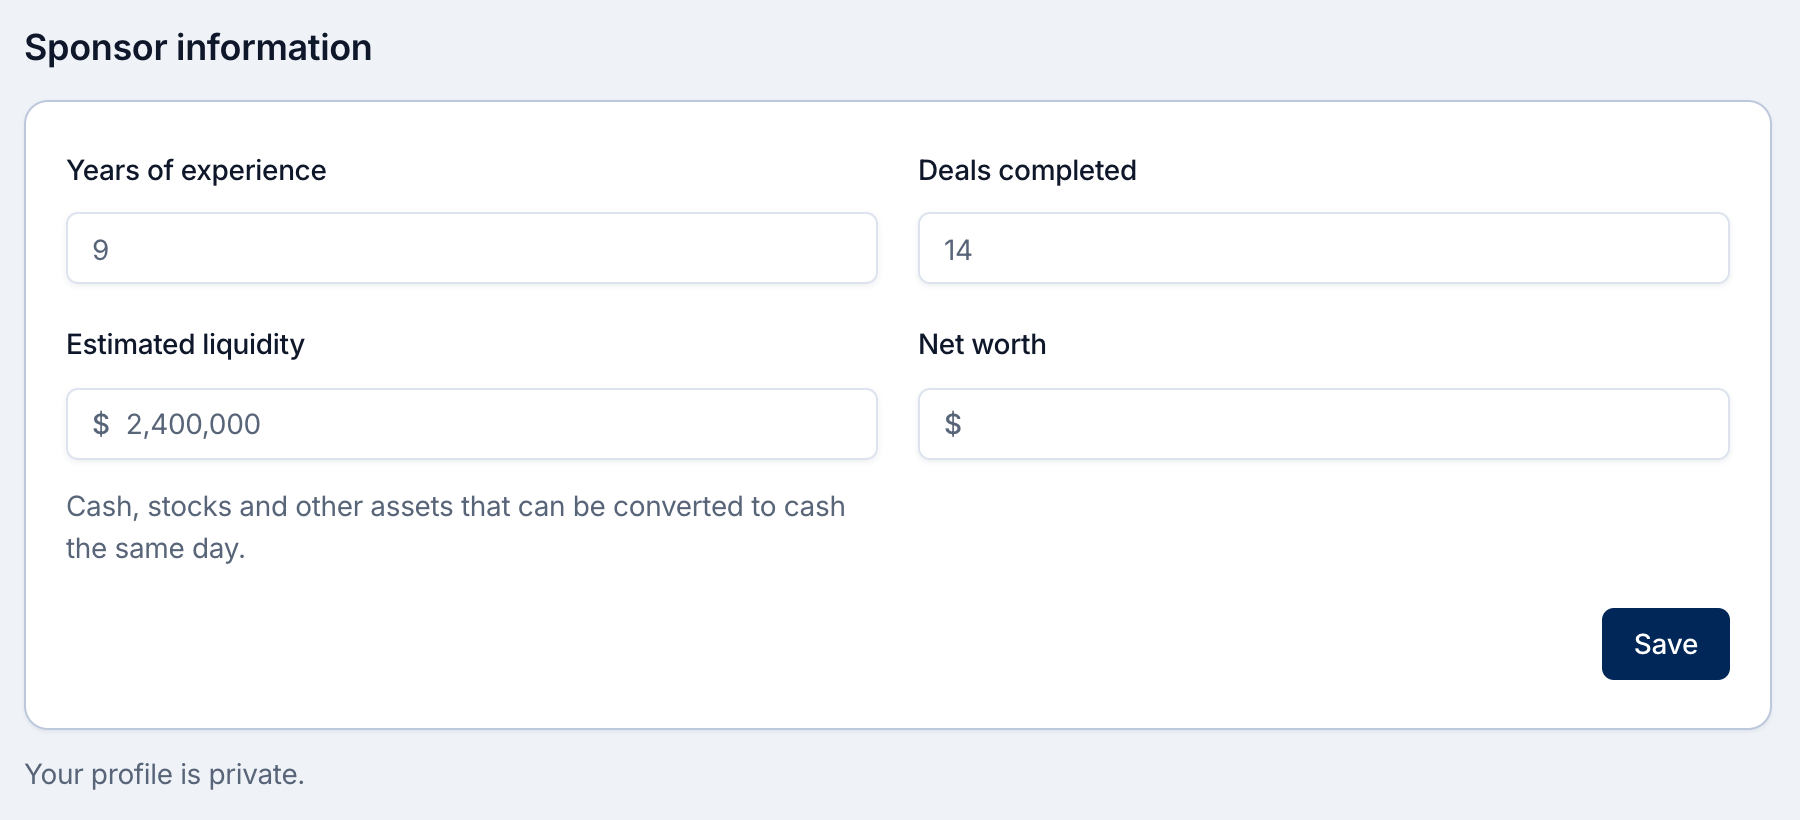 Sponsor information
Years of experience
Deals completed
9
14
Estimated liquidity
Net worth
$ 2,400,000
$
Cash, stocks and other assets that can be converted to cash
the same day.
Save
Your profile is private.